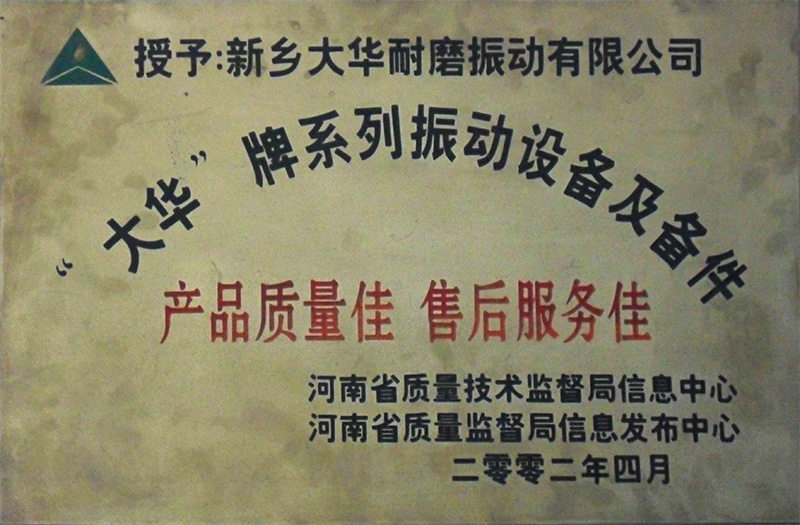 授予:新乡大华耐磨振动有限公司
“大华”牌系列振动设备及备件
产品质量佳 售后服务佳
河南省质量技术监督局信息中心
河南省质量监督局信息发布中心
二零零二年四月